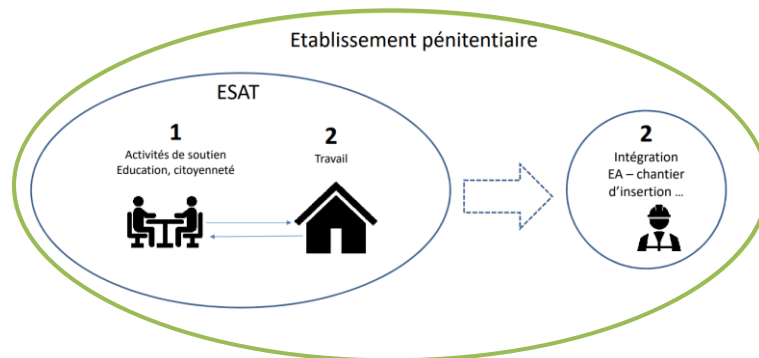 Etablissement pénitentiaire
ESAT
1
Activités de soutien
Education, citoyenneté
2
Travail
2
Intégration
EA – chantier
d'insertion ...